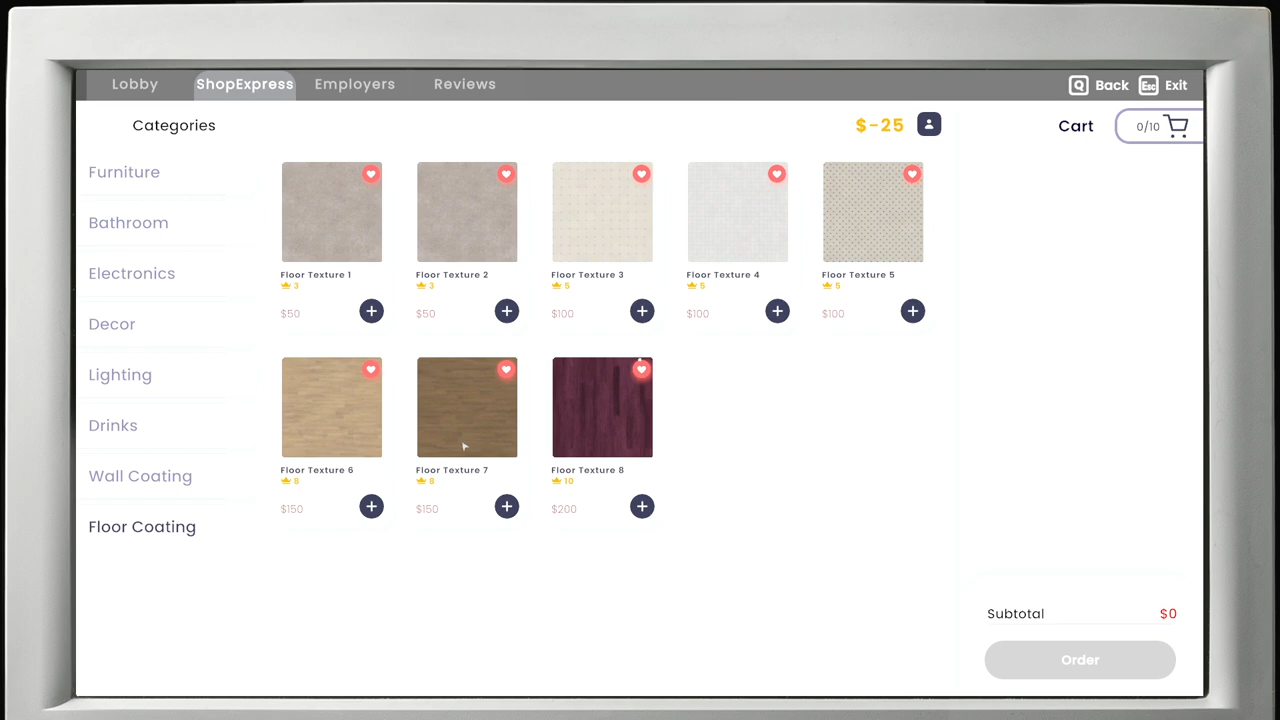 Lobby ShopExpress Employers Reviews Q Back Esc Exit
Categories $-25 Cart 0/10
Furniture
Bathroom
Electronics
Decor
Lighting
Drinks
Wall Coating
Floor Coating
Floor Texture 1 Floor Texture 2 Floor Texture 3 Floor Texture 4 Floor Texture 5
3 3 5 5 5
$50 $50 $100 $100 $100
Floor Texture 6 Floor Texture 7 Floor Texture 8
8 8 10
$150 $150 $200
Subtotal $0
Order